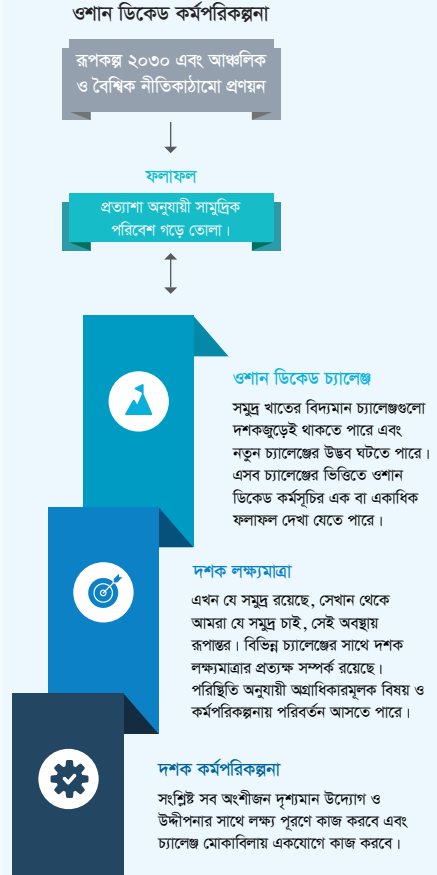 ওশান ডিকেড কর্মপরিকল্পনা
রূপকল্প ২০৩০ এবং আঞ্চলিক
ও বৈশ্বিক নীতিকাঠামো প্রণয়ন
ফলাফল
প্রত্যাশা অনুযায়ী সামুদ্রিক
পরিবেশ গড়ে তোলা।
ওশান ডিকেড চ্যালেঞ্জ
সমুদ্র খাতের বিদ্যমান চ্যালেঞ্জগুলো
দশকজুড়েই থাকতে পারে এবং
নতুন চ্যালেঞ্জের উদ্ভব ঘটতে পারে।
এসব চ্যালেঞ্জের ভিত্তিতে ওশান
ডিকেড কর্মসূচির এক বা একাধিক
ফলাফল দেখা যেতে পারে।
দশক লক্ষ্যমাত্রা
এখন যে সমুদ্র রয়েছে, সেখান থেকে
আমরা যে সমুদ্র চাই, সেই অবস্থায়
রূপান্তর। বিভিন্ন চ্যালেঞ্জের সাথে দশক
লক্ষ্যমাত্রার প্রত্যক্ষ সম্পর্ক রয়েছে।
পরিস্থিতি অনুযায়ী অগ্রাধিকারমূলক বিষয় ও
কর্মপরিকল্পনায় পরিবর্তন আসতে পারে।
দশক কর্মপরিকল্পনা
সংশ্লিষ্ট সব অংশীজন দৃশ্যমান উদ্যোগ ও
উদ্দীপনার সাথে লক্ষ্য পূরণে কাজ করবে এবং
চ্যালেঞ্জ মোকাবিলায় একযোগে কাজ করবে।